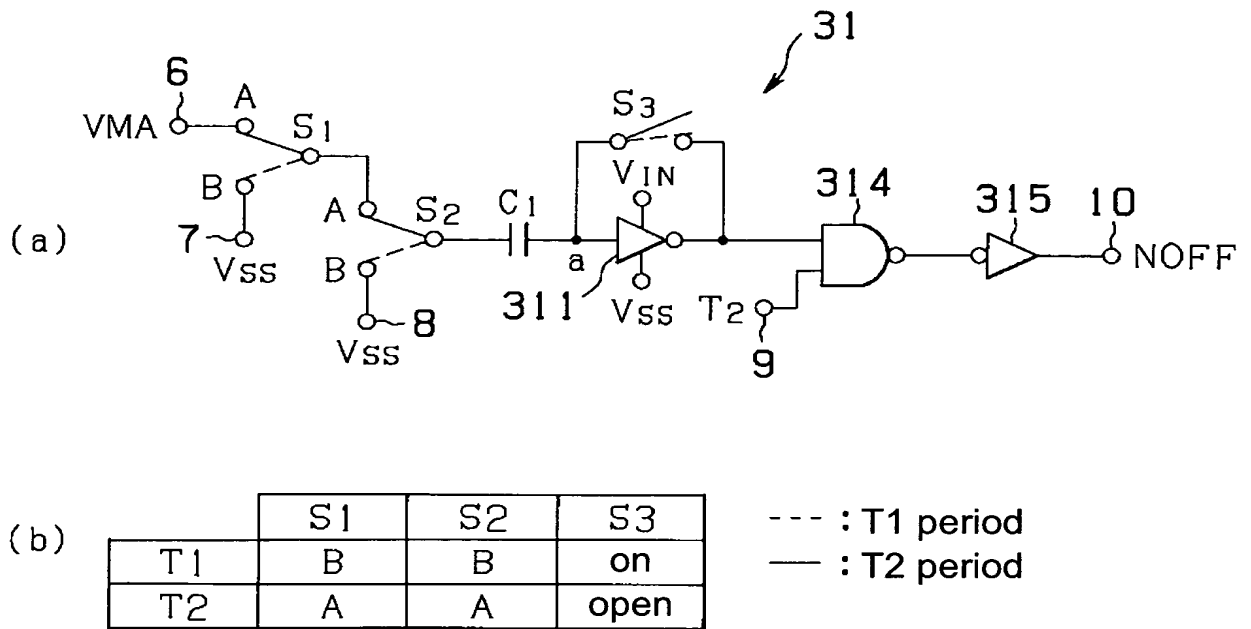 (a)
31
6
VMA
A
S1
B
7
VSS
A
S2
B
8
VSS
C1
a
S3
VIN
311
VSS
314
T2
9
315
10
NOFF
(b)
S1 S2 S3
T1 B B on
T2 A A open
--- : T1 period
— : T2 period